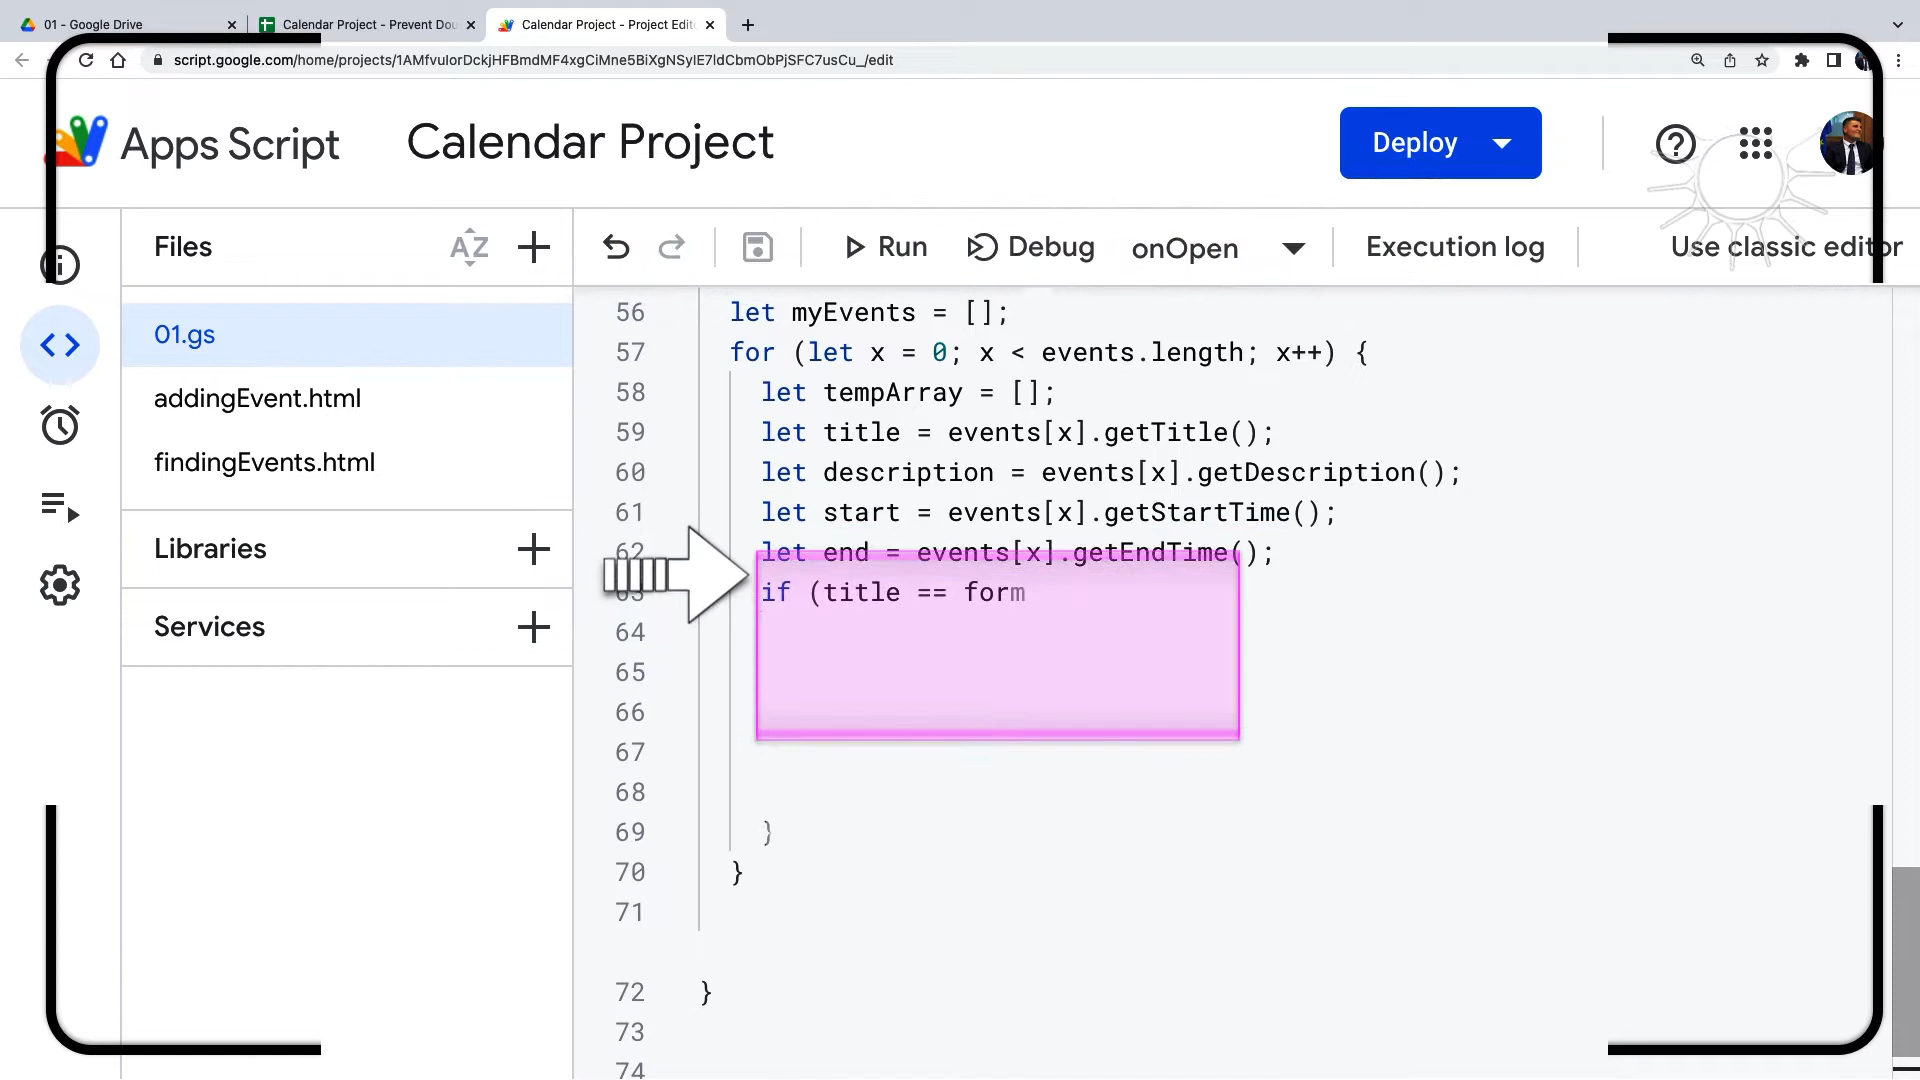 01 - Google Drive
Calendar Project - Prevent Dou
Calendar Project - Project Edit
script.google.com/home/projects/1AMfvulorDckjHFBmdMF4xgCiMne5BiXgNSylE7ldCbmObPjSFC7usCu_/edit
Apps Script
Calendar Project
Deploy
Files
AZ
Run
Debug
onOpen
Execution log
Use classic editor
01.gs
addingEvent.html
findingEvents.html
Libraries
Services
56 let myEvents = [];
57 for (let x = 0; x < events.length; x++) {
58 let tempArray = [];
59 let title = events[x].getTitle();
60 let description = events[x].getDescription();
61 let start = events[x].getStartTime();
62 let end = events[x].getEndTime();
63 if (title == form
64
65
66
67
68
69 }
70 }
71
72 }
73
74